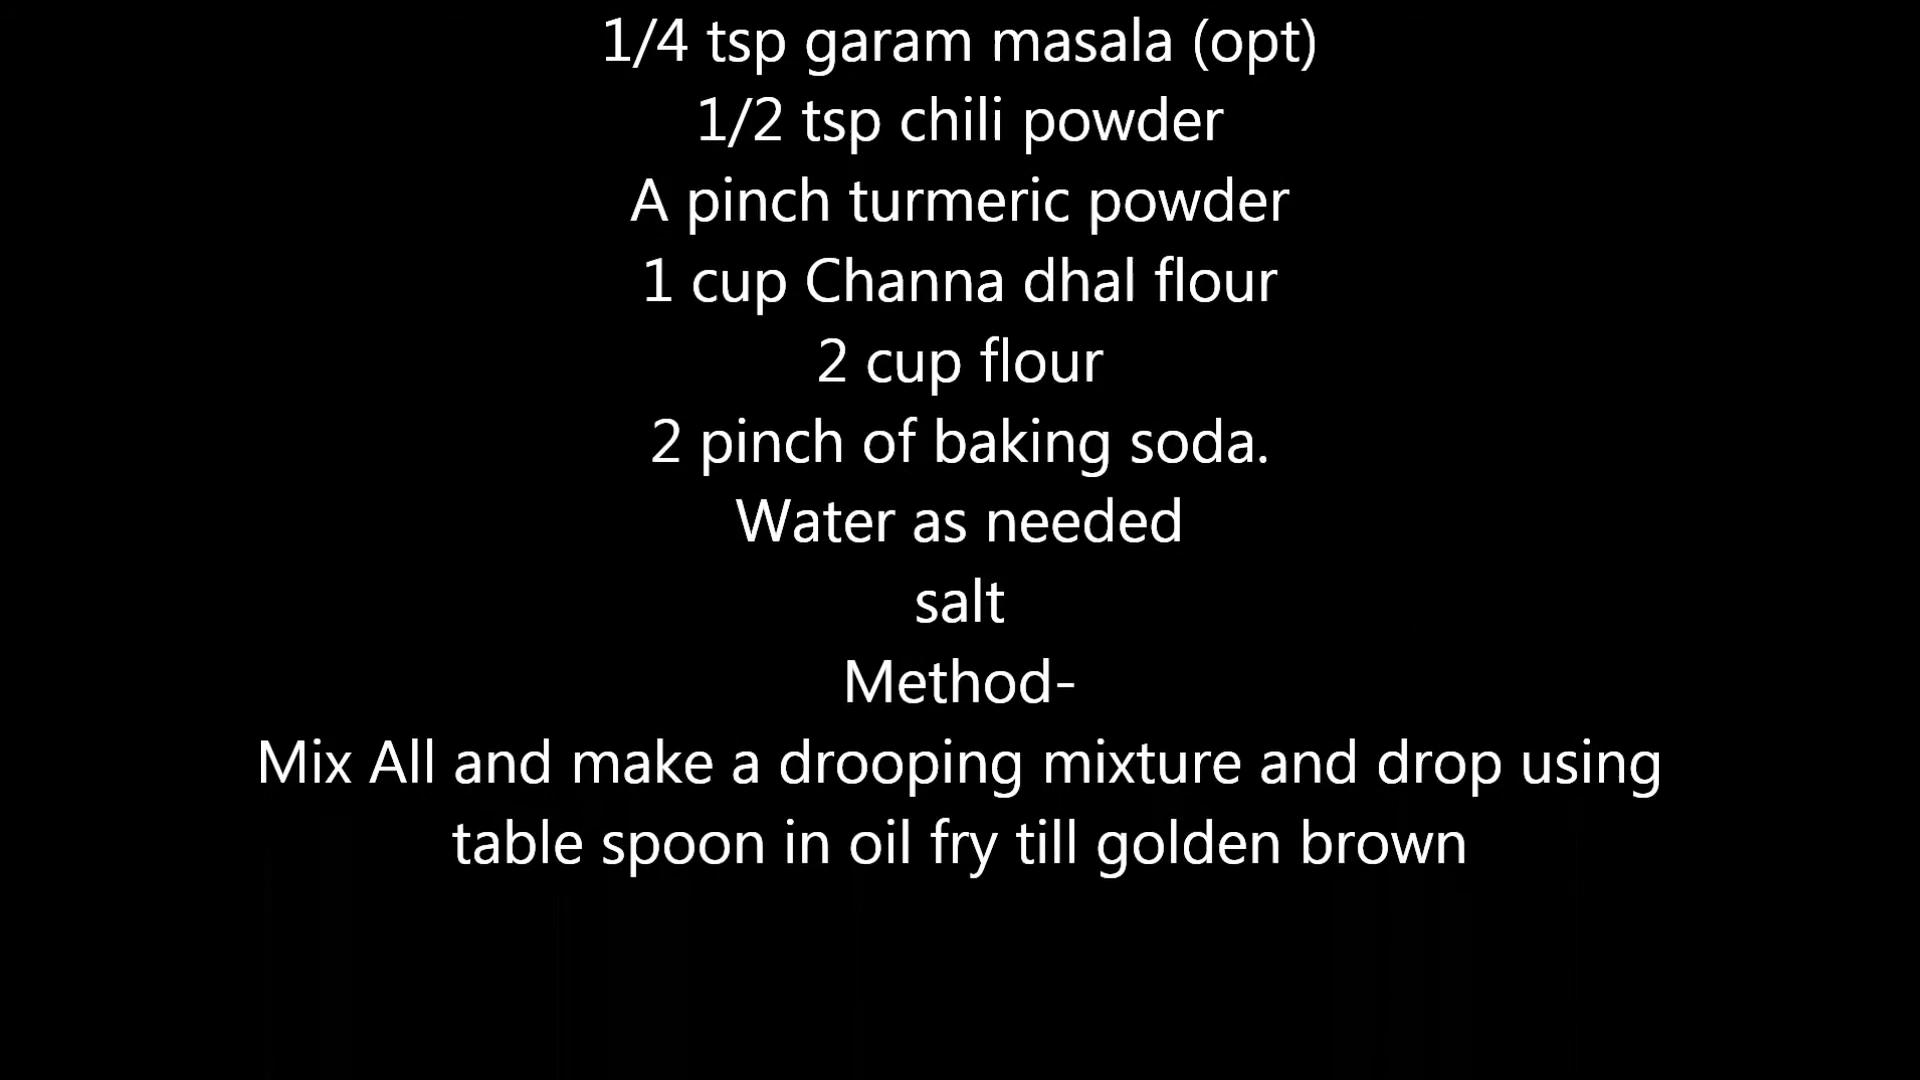 1/4 tsp garam masala (opt)
1/2 tsp chili powder
A pinch turmeric powder
1 cup Channa dhal flour
2 cup flour
2 pinch of baking soda.
Water as needed
salt
Method-
Mix All and make a drooping mixture and drop using
table spoon in oil fry till golden brown